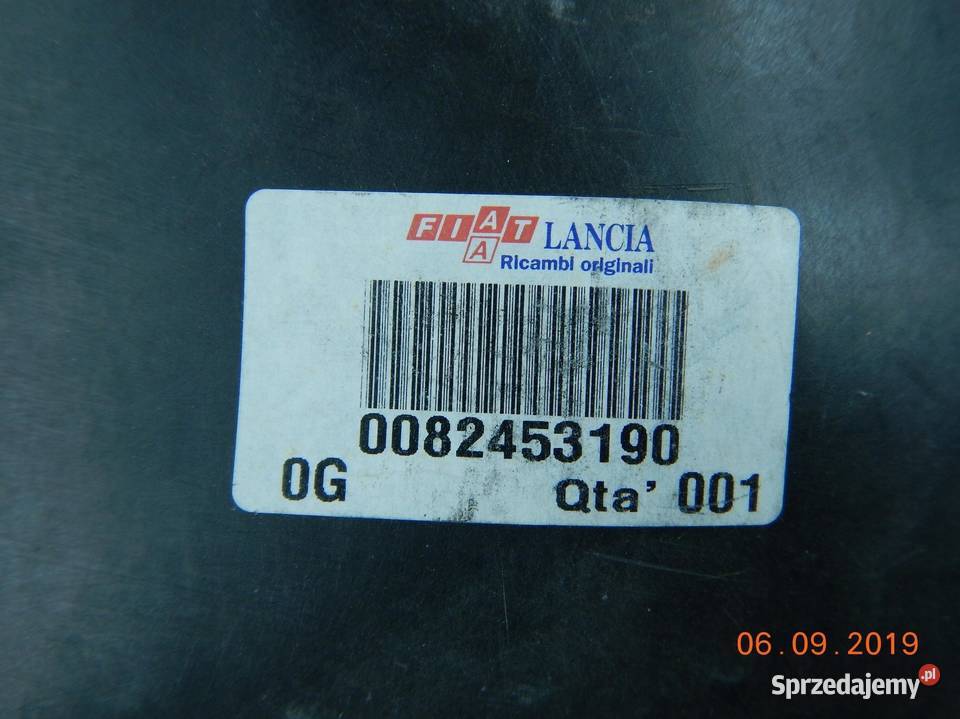 FIAT LANCIA
A
Ricambi originali
0082453190
0G Qta' 001
06.09.2019
Sprzedajemy.pl